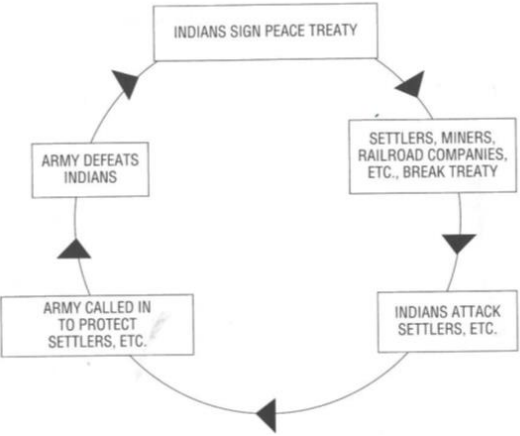 INDIANS SIGN PEACE TREATY
SETTLERS, MINERS,
RAILROAD COMPANIES,
ETC., BREAK TREATY
INDIANS ATTACK
SETTLERS, ETC.
ARMY CALLED IN
TO PROTECT
SETTLERS, ETC.
ARMY DEFEATS
INDIANS